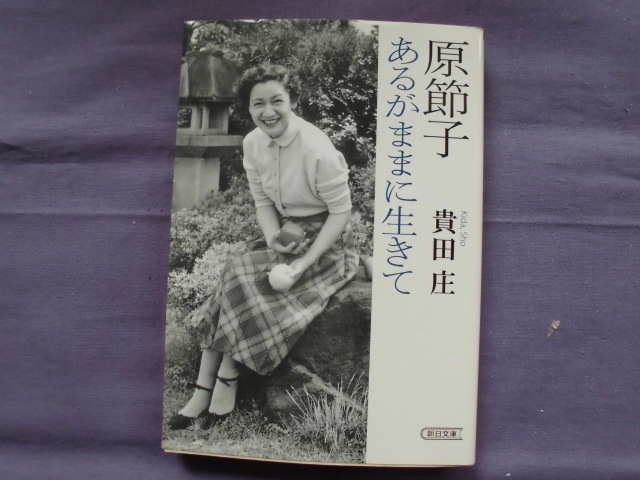 原節子
あるがままに生きて
貴田 庄
Kida, Sho
朝日文庫